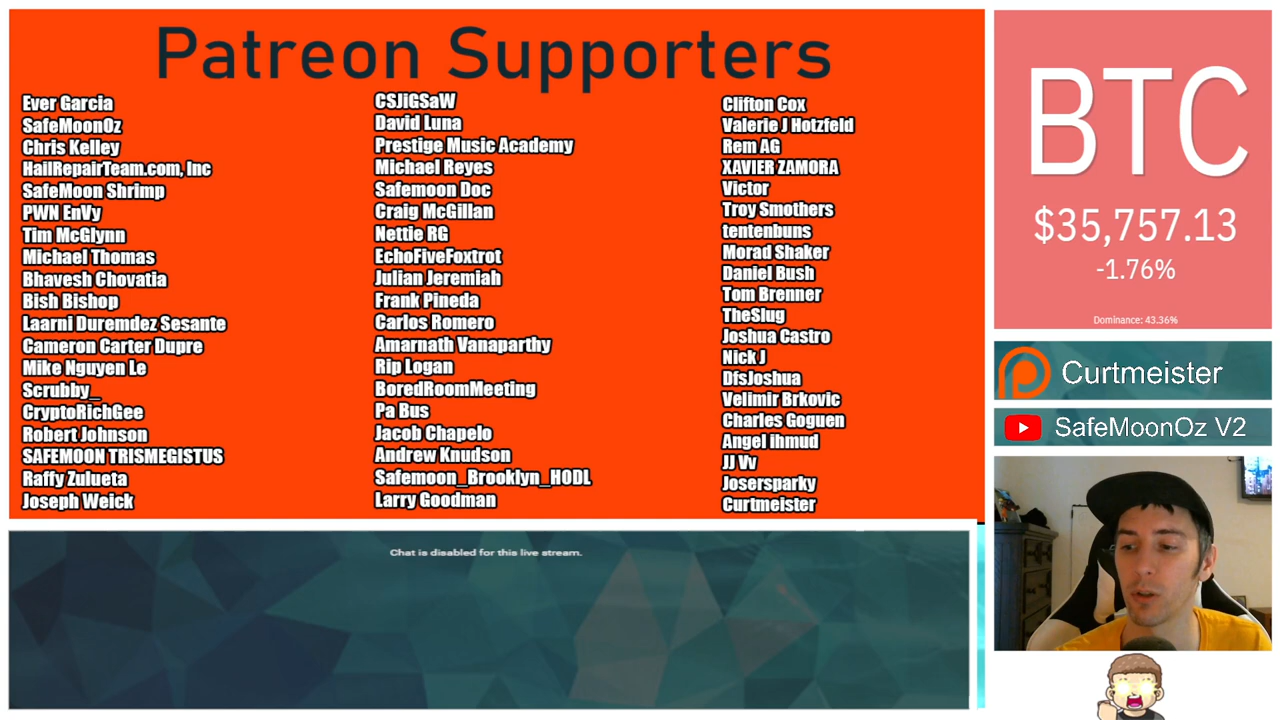 Patreon Supporters
Ever Garcia
SafeMoonOz
Chris Kelley
HailRepairTeam.com, Inc
SafeMoon Shrimp
PWN EnVy
Tim McGlynn
Michael Thomas
Bhavesh Chovatia
Bish Bishop
Laarni Duremdez Sesante
Cameron Carter Dupre
Mike Nguyen Le
Scrubby_
CryptoRichGee
Robert Johnson
SAFEMOON TRISMEGISTUS
Raffy Zulueta
Joseph Weick
CSJiGSaW
David Luna
Prestige Music Academy
Michael Reyes
Safemoon Doc
Craig McGillan
Nettie RG
EchoFiveFoxtrot
Julian Jeremiah
Frank Pineda
Carlos Romero
Amarnath Vanaparthy
Rip Logan
BoredRoomMeeting
Pa Bus
Jacob Chapelo
Andrew Knudson
Safemoon_Brooklyn_HODL
Larry Goodman
Clifton Cox
Valerie J Hotzfeld
Rem AG
XAVIER ZAMORA
Victor
Troy Smothers
tentenbuns
Morad Shaker
Daniel Bush
Tom Brenner
TheSlug
Joshua Castro
Nick J
DfsJoshua
Velimir Brkovic
Charles Goguen
Angel ihmud
JJ Vv
Josersparky
Curtmeister
BTC
$35,757.13
-1.76%
Dominance: 43.36%
Curtmeister
SafeMoonOz V2
Chat is disabled for this live stream.